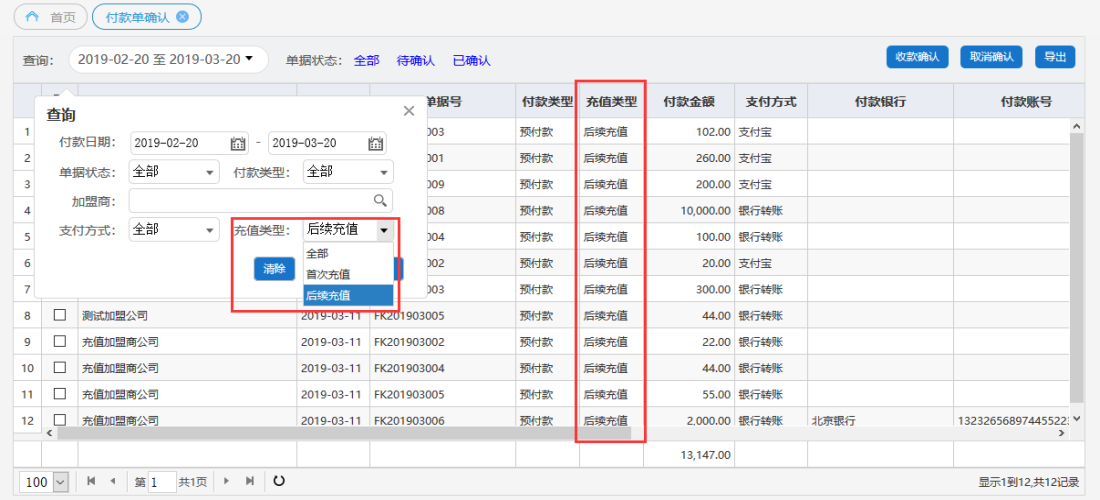 首页 付款单确认
查询： 2019-02-20 至 2019-03-20 单据状态： 全部 待确认 已确认 收款确认 取消确认 导出
单据号 付款类型 充值类型 付款金额 支付方式 付款银行 付款账号
查询
付款日期： 2019-02-20 - 2019-03-20
单据状态： 全部 付款类型： 全部
加盟商：
支付方式： 全部 充值类型： 后续充值
全部
首次充值
后续充值
清除
1 003 预付款 后续充值 102.00 支付宝
2 001 预付款 后续充值 260.00 支付宝
3 009 预付款 后续充值 200.00 支付宝
4 008 预付款 后续充值 10,000.00 银行转账
5 004 预付款 后续充值 100.00 银行转账
6 002 预付款 后续充值 20.00 支付宝
7 003 预付款 后续充值 300.00 银行转账
8 测试加盟公司 2019-03-11 FK201903005 预付款 后续充值 44.00 银行转账
9 充值加盟商公司 2019-03-11 FK201903002 预付款 后续充值 22.00 银行转账
10 充值加盟商公司 2019-03-11 FK201903004 预付款 后续充值 44.00 银行转账
11 充值加盟商公司 2019-03-11 FK201903005 预付款 后续充值 55.00 银行转账
12 充值加盟商公司 2019-03-11 FK201903006 预付款 后续充值 2,000.00 银行转账 北京银行 132326568974455223
13,147.00
100 第 1 共1页 显示1到12,共12记录